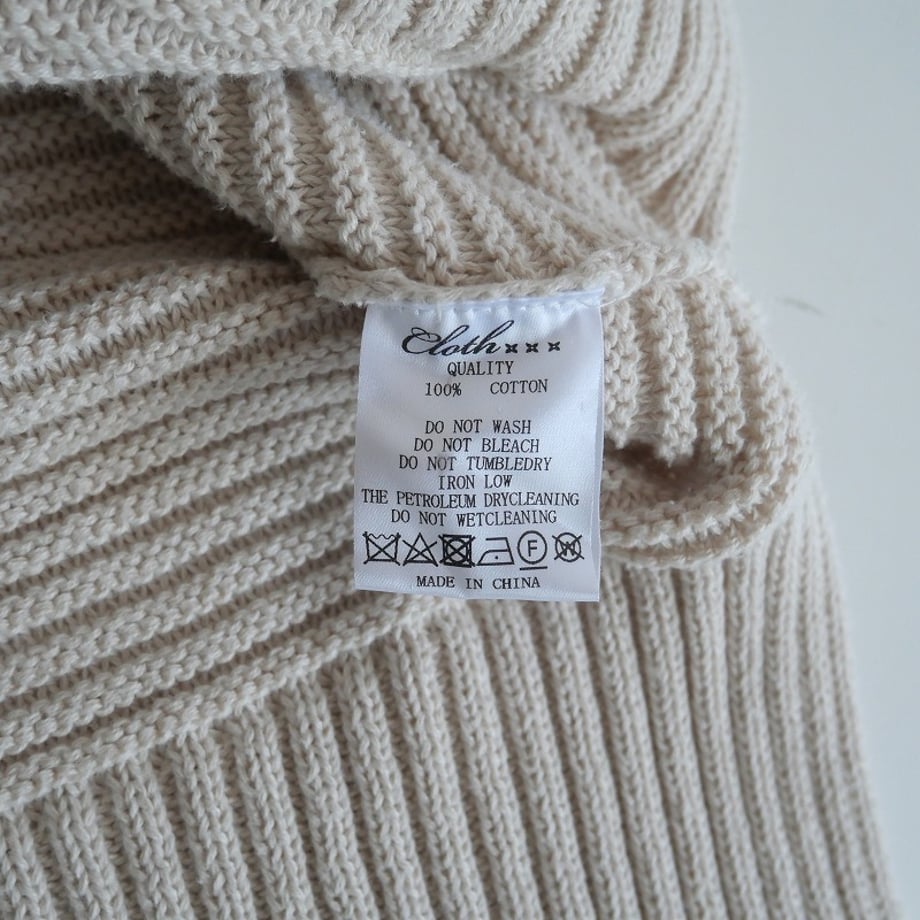 Cloth×××
QUALITY
100% COTTON
DO NOT WASH
DO NOT BLEACH
DO NOT TUMBLEDRY
IRON LOW
THE PETROLEUM DRYCLEANING
DO NOT WETCLEANING
F W
MADE IN CHINA